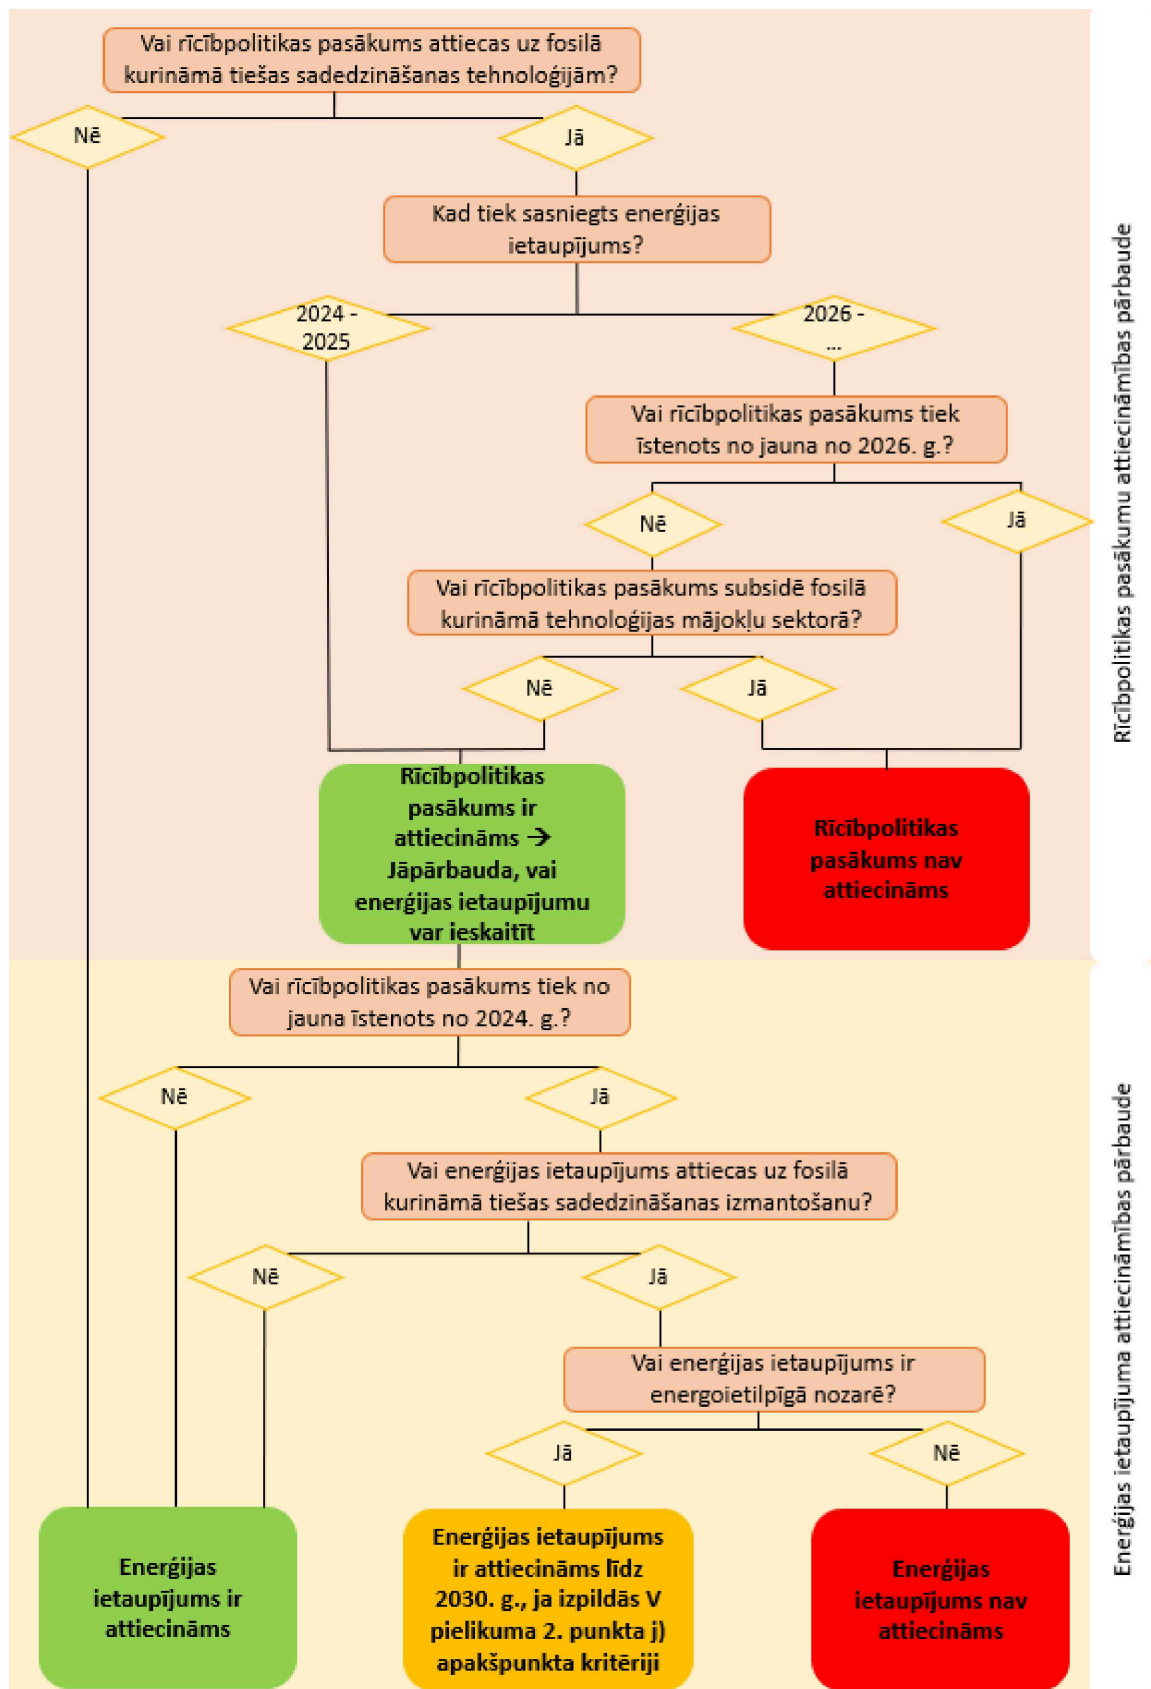 Vai rīcībpolitikas pasākums attiecas uz fosilā
kurināmā tiešas sadedzināšanas tehnoloģijām?
Nē
Jā
Kad tiek sasniegts enerģijas
ietaupījums?
2024 -
2025
2026 -
...
Vai rīcībpolitikas pasākums tiek
īstenots no jauna no 2026. g.?
Nē
Jā
Vai rīcībpolitikas pasākums subsidē fosilā
kurināmā tehnoloģijas mājokļu sektorā?
Nē
Jā
Rīcībpolitikas
pasākums ir
attiecināms →
Jāpārbauda, vai
enerģijas ietaupījumu
var ieskaitīt
Rīcībpolitikas
pasākums nav
attiecināms
Rīcībpolitikas pasākumu attiecināmības pārbaude
Vai rīcībpolitikas pasākums tiek no
jauna īstenots no 2024. g.?
Nē
Jā
Vai enerģijas ietaupījums attiecas uz fosilā
kurināmā tiešas sadedzināšanas izmantošanu?
Nē
Jā
Vai enerģijas ietaupījums ir
energoietilpīgā nozarē?
Jā
Nē
Enerģijas
ietaupījums ir
attiecināms
Enerģijas ietaupījums
ir attiecināms līdz
2030. g., ja izpildās V
pielikuma 2. punkta j)
apakšpunkta kritēriji
Enerģijas
ietaupījums nav
attiecināms
Enerģijas ietaupījuma attiecināmības pārbaude